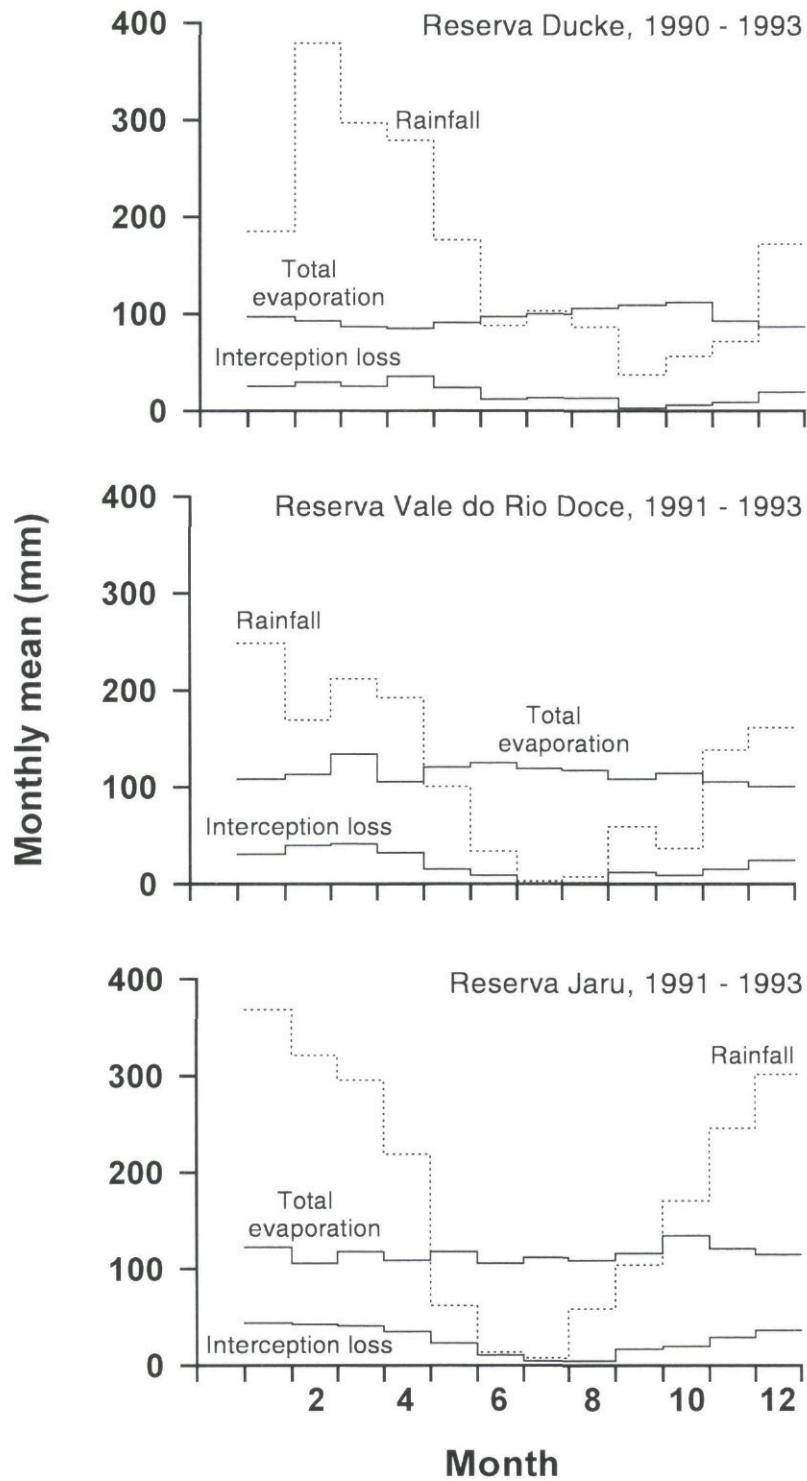 Reserva Ducke, 1990 - 1993
400
300
200
100
0
Rainfall
Total
evaporation
Interception loss
Reserva Vale do Rio Doce, 1991 - 1993
400
300
200
100
0
Rainfall
Total
evaporation
Interception loss
Monthly mean (mm)
Reserva Jaru, 1991 - 1993
400
300
200
100
0
Rainfall
Total
evaporation
Interception loss
2 4 6 8 10 12
Month